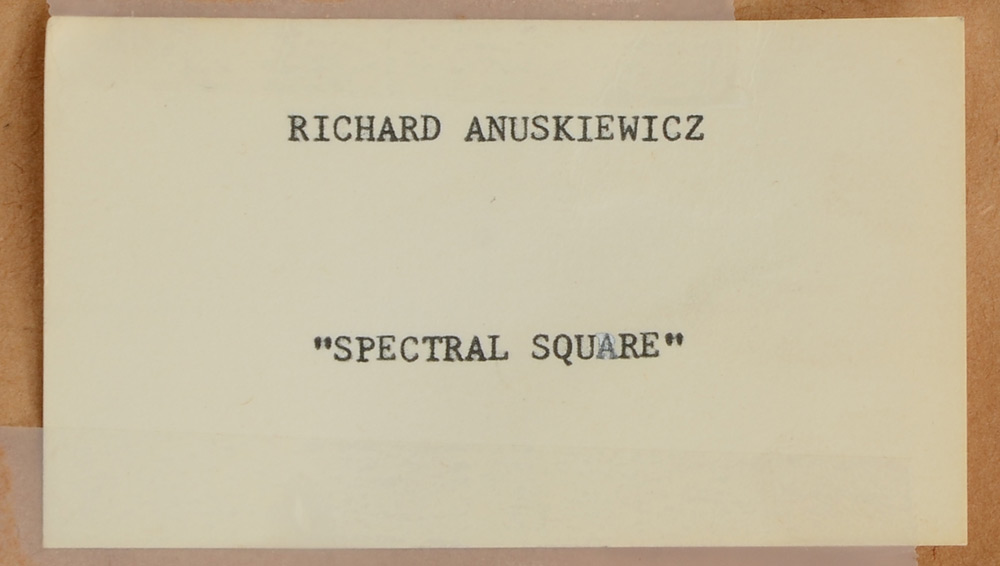 RICHARD ANUSKIEWICZ
"SPECTRAL SQUARE"